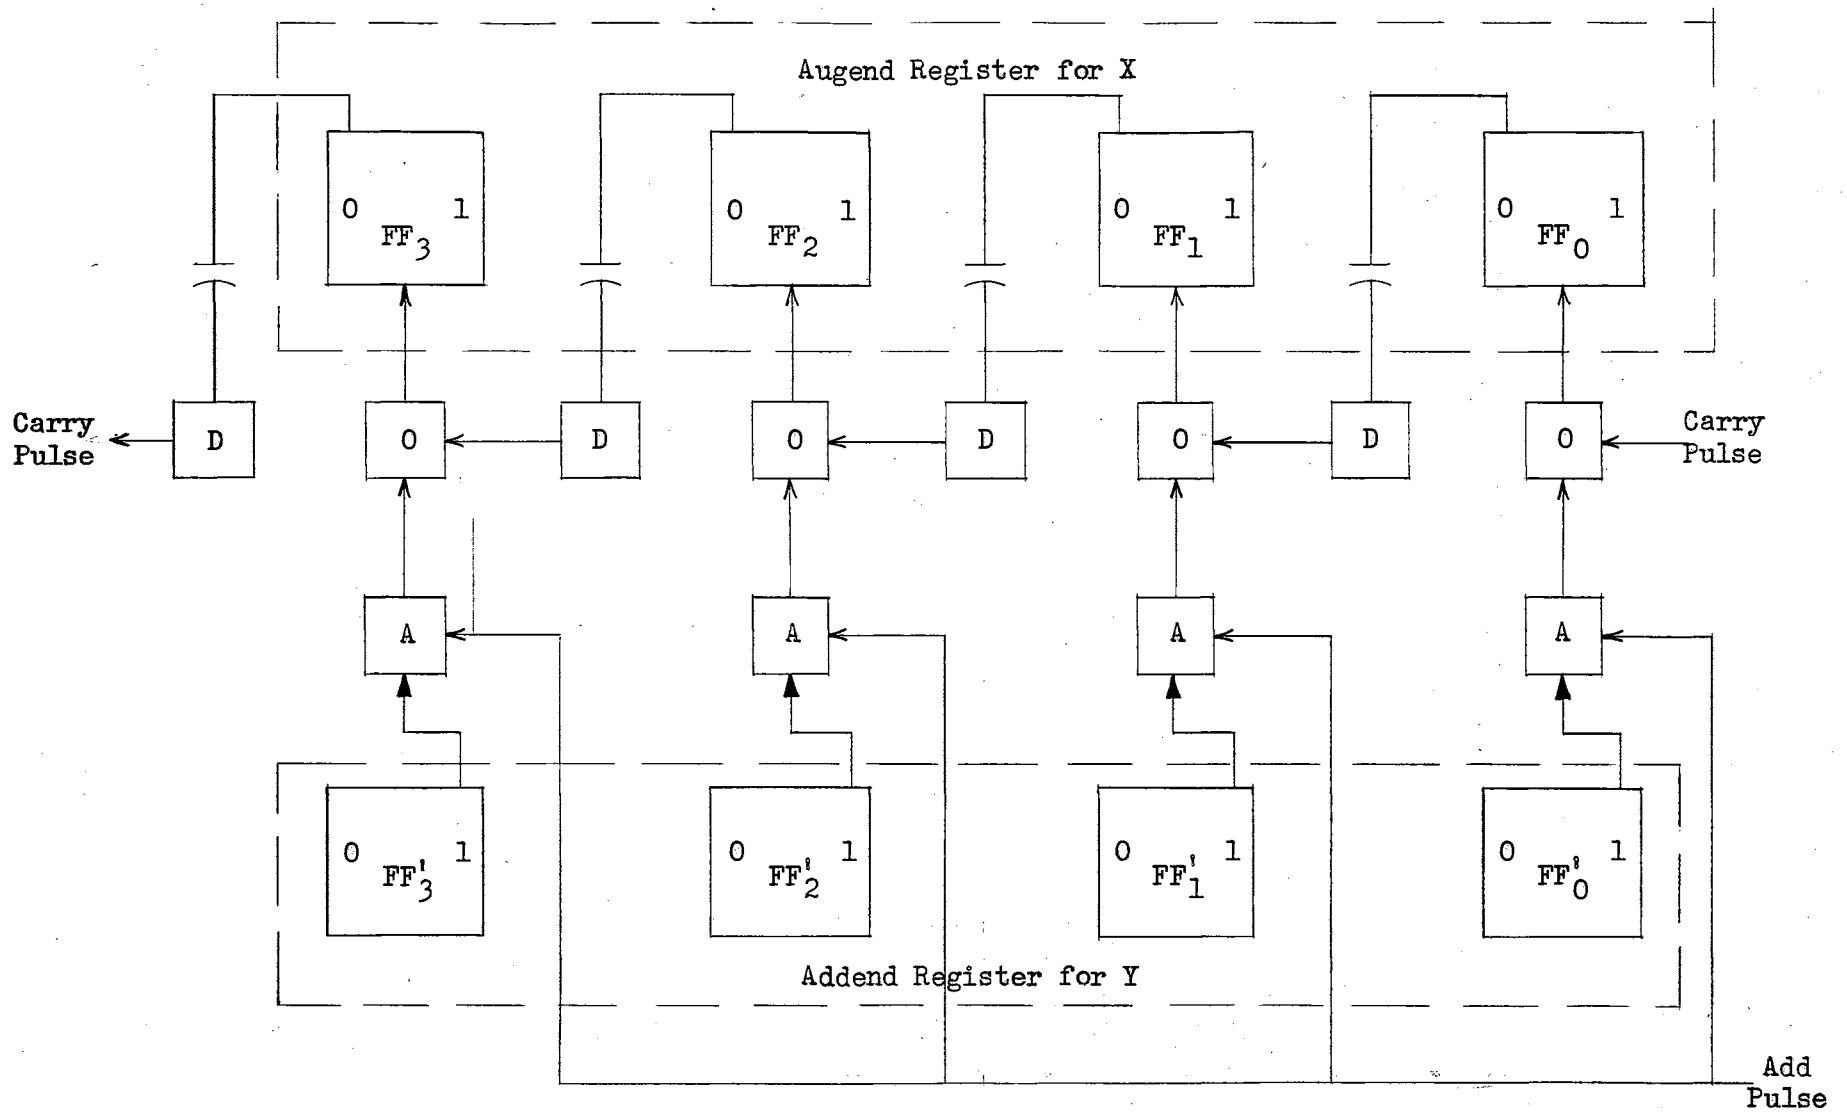 Augend Register for X
0 1
FF3
0 1
FF2
0 1
FF1
0 1
FF0
Carry
Pulse
D
O
D
O
D
O
D
O
Carry
Pulse
A
A
A
A
0 1
FF'3
0 1
FF'2
0 1
FF'1
0 1
FF'0
Addend Register for Y
Add
Pulse